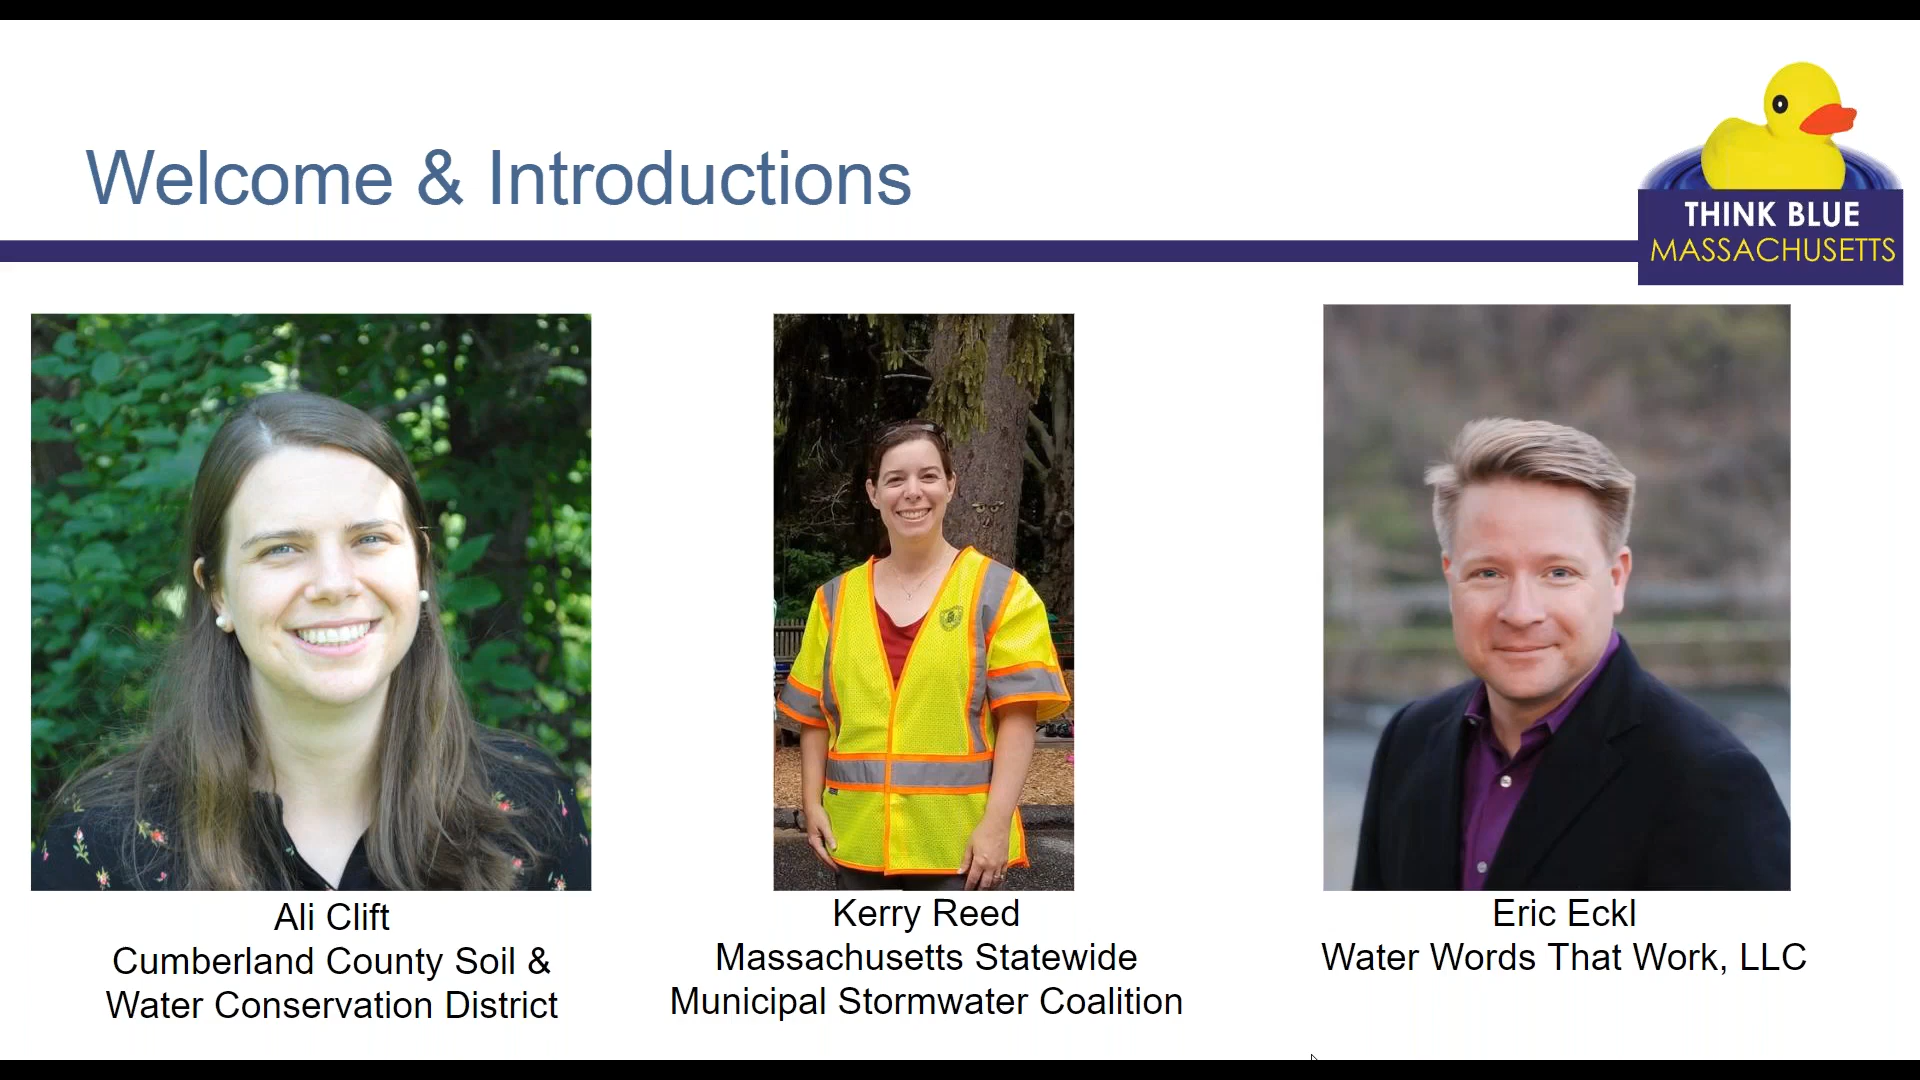 Welcome & Introductions
THINK BLUE
MASSACHUSETTS
Ali Clift
Cumberland County Soil &
Water Conservation District
Kerry Reed
Massachusetts Statewide
Municipal Stormwater Coalition
Eric Eckl
Water Words That Work, LLC